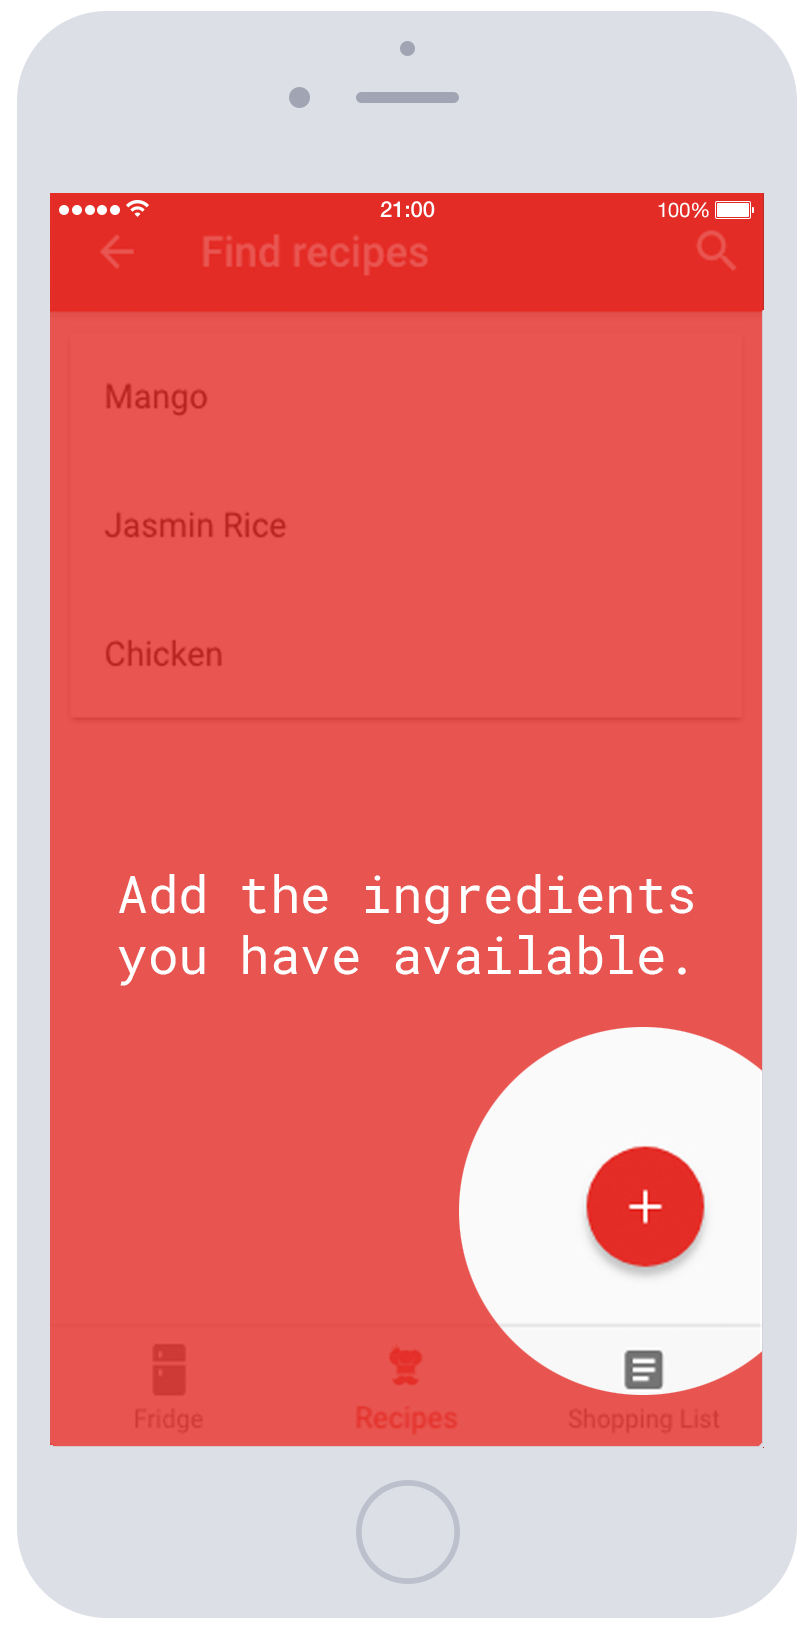 21:00
100%
Find recipes
Mango
Jasmin Rice
Chicken
Add the ingredients
you have available.
Fridge
Recipes
Shopping List